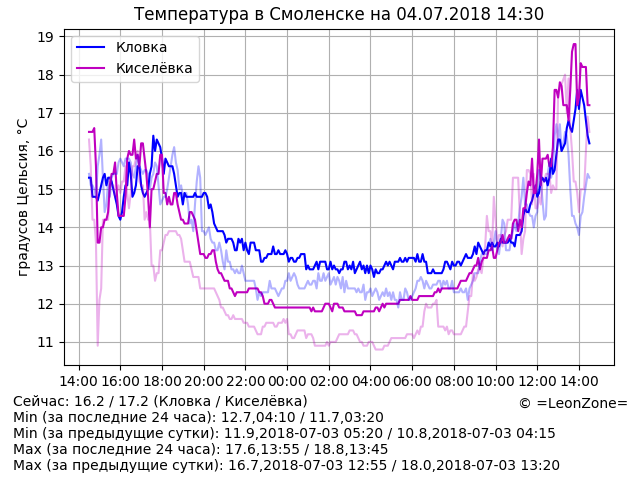 Температура в Смоленске на 04.07.2018 14:30
Кловка
Киселёвка
градусов Цельсия, °C
19
18
17
16
15
14
13
12
11
14:00 16:00 18:00 20:00 22:00 00:00 02:00 04:00 06:00 08:00 10:00 12:00 14:00
Сейчас: 16.2 / 17.2 (Кловка / Киселёвка)
© =LeonZone=
Min (за последние 24 часа): 12.7,04:10 / 11.7,03:20
Min (за предыдущие сутки): 11.9,2018-07-03 05:20 / 10.8,2018-07-03 04:15
Max (за последние 24 часа): 17.6,13:55 / 18.8,13:45
Max (за предыдущие сутки): 16.7,2018-07-03 12:55 / 18.0,2018-07-03 13:20